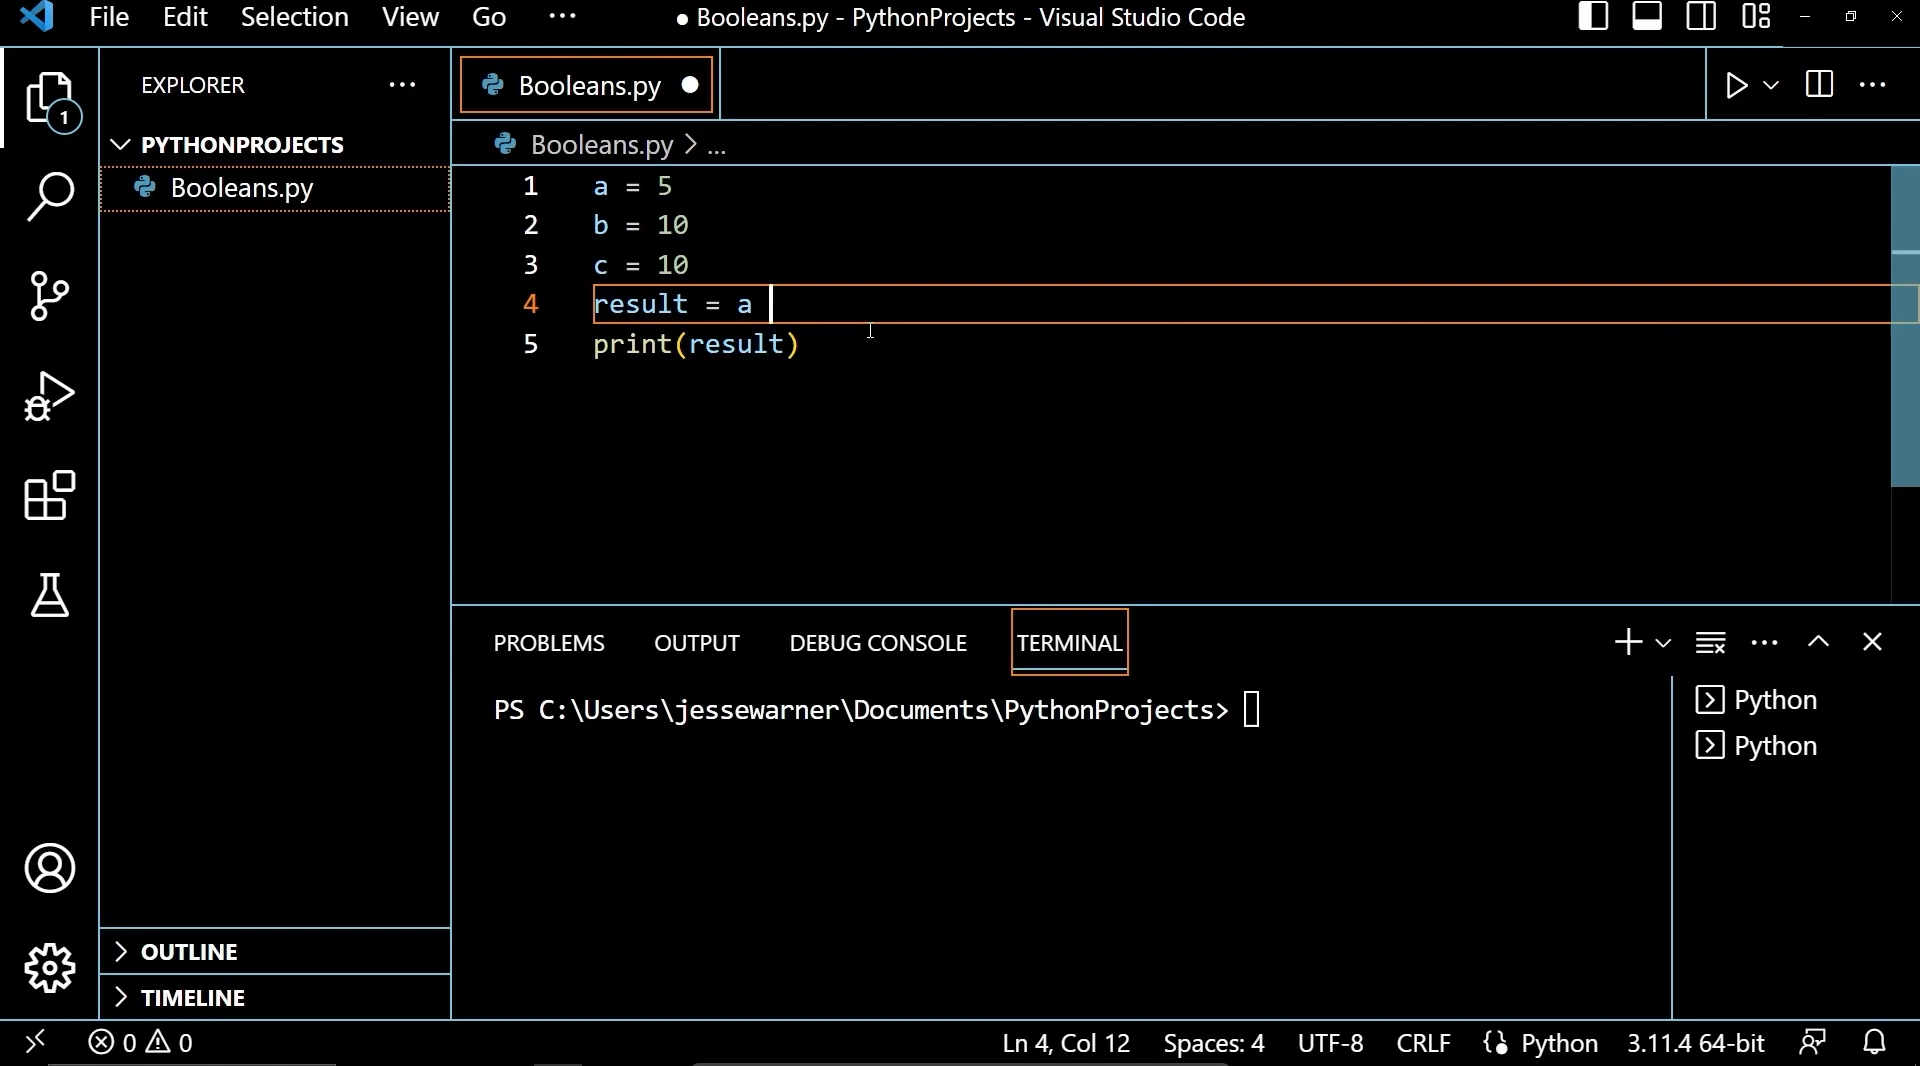 File Edit Selection View Go ··· ● Booleans.py - PythonProjects - Visual Studio Code
1
EXPLORER ···
PYTHONPROJECTS
Booleans.py
OUTLINE
TIMELINE
Booleans.py ●
Booleans.py > ...
1 a = 5
2 b = 10
3 c = 10
4 result = a
5 print(result)
PROBLEMS OUTPUT DEBUG CONSOLE TERMINAL
PS C:\Users\jessewarner\Documents\PythonProjects>
Python
Python
0 0 Ln 4, Col 12 Spaces: 4 UTF-8 CRLF Python 3.11.4 64-bit